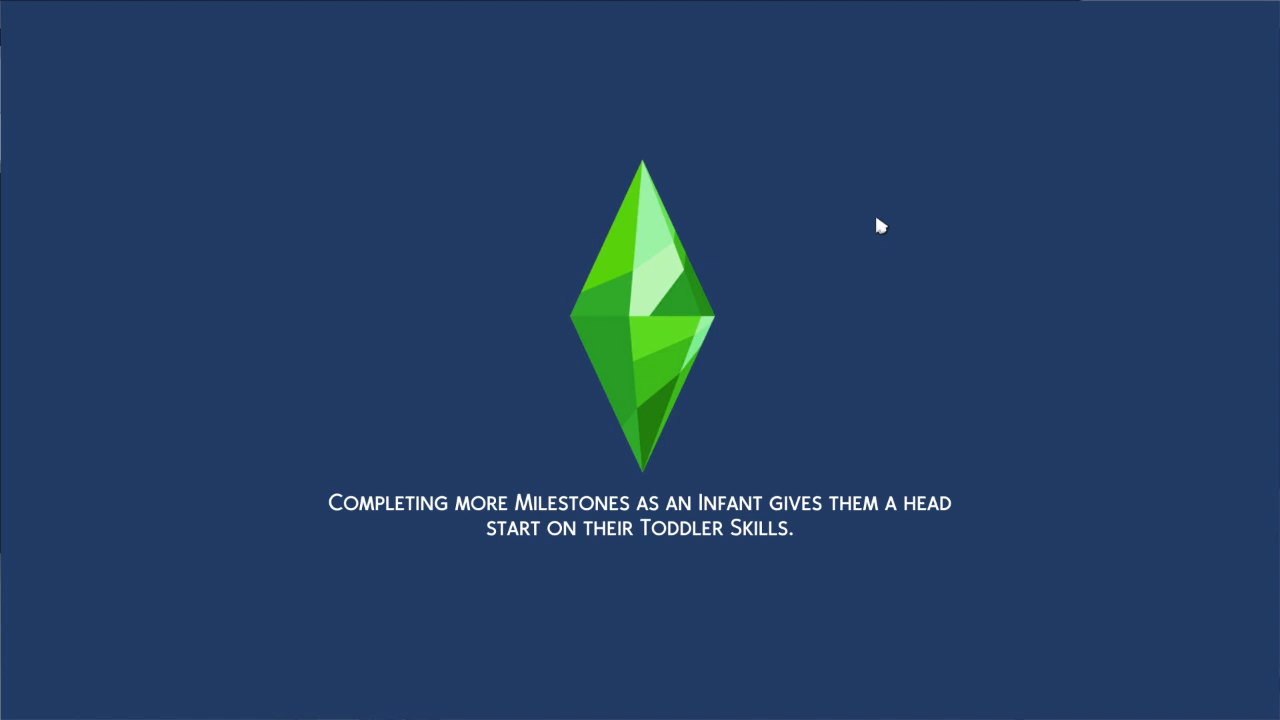 Completing more Milestones as an Infant gives them a head
start on their Toddler Skills.